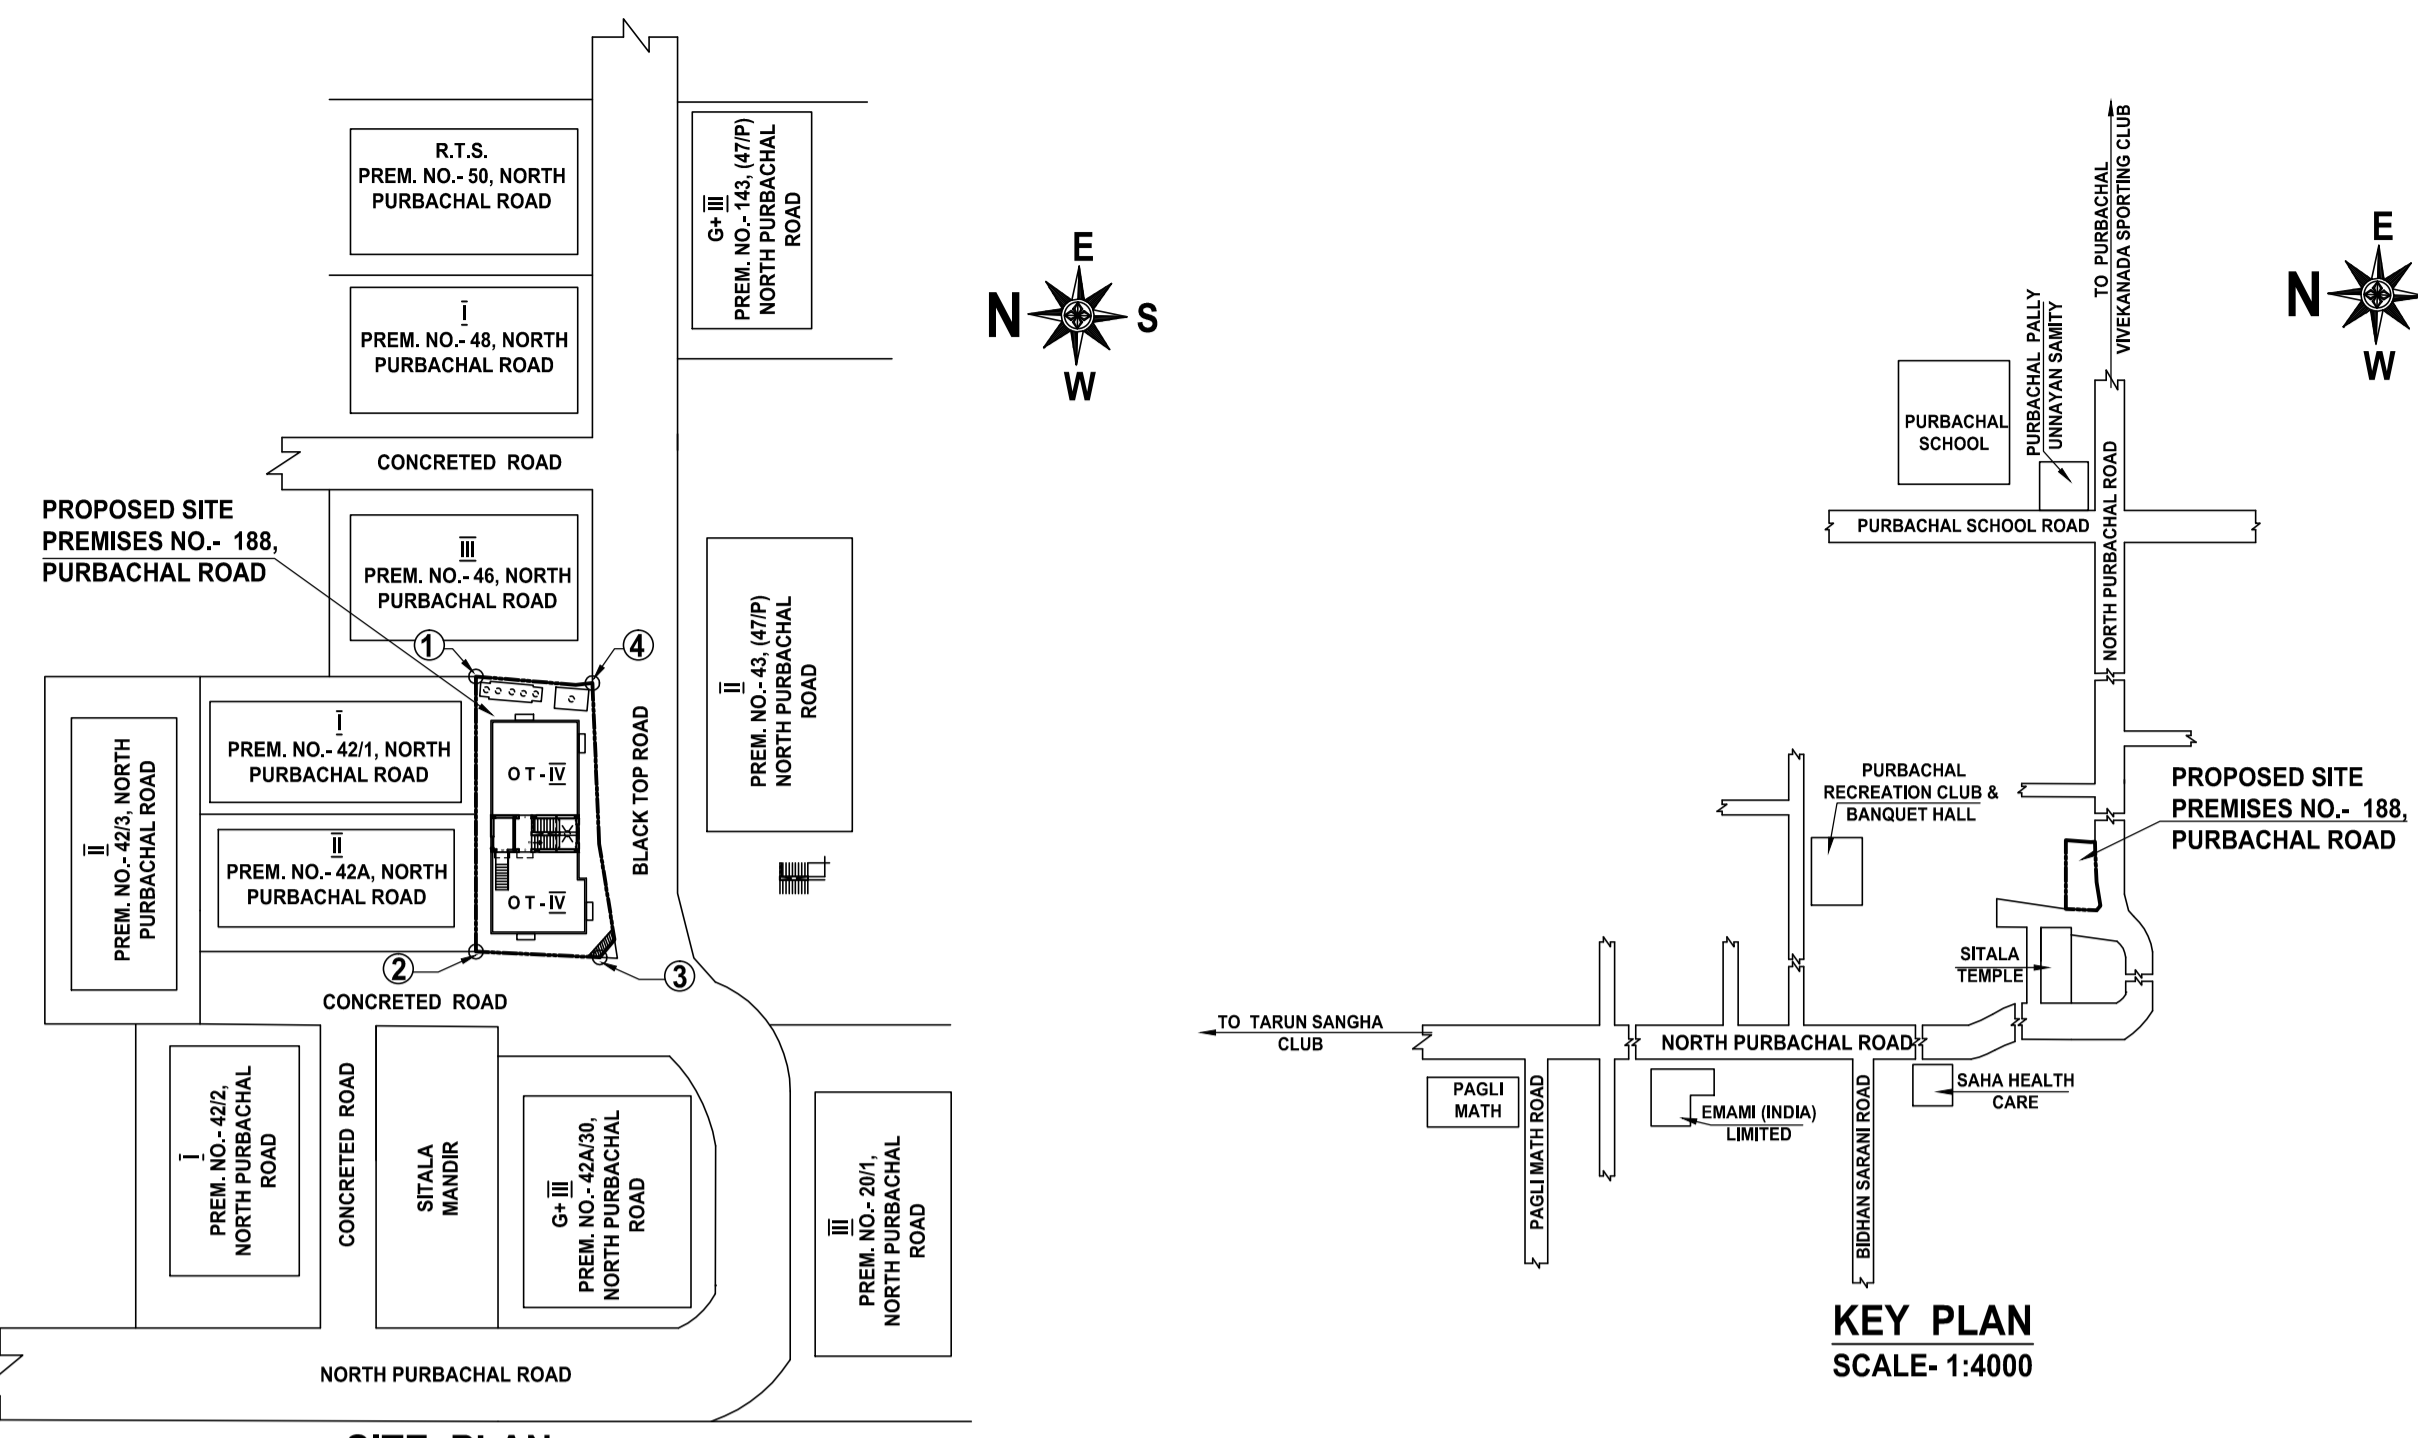 R.T.S.
PREM. NO.- 50, NORTH
PURBACHAL ROAD
G+ III
PREM. NO.- 143, (47/P)
NORTH PURBACHAL
ROAD
I
PREM. NO.- 48, NORTH
PURBACHAL ROAD
E
N
S
W
CONCRETED ROAD
PROPOSED SITE
PREMISES NO.- 188,
PURBACHAL ROAD
III
PREM. NO.- 46, NORTH
PURBACHAL ROAD
1
4
II
PREM. NO.- 43, (47/P)
NORTH PURBACHAL
ROAD
II
PREM. NO.- 42/3, NORTH
PURBACHAL ROAD
I
PREM. NO.- 42/1, NORTH
PURBACHAL ROAD
O T - IV
BLACK TOP ROAD
II
PREM. NO.- 42A, NORTH
PURBACHAL ROAD
O T - IV
2
3
CONCRETED ROAD
I
PREM. NO.- 42/2,
NORTH PURBACHAL
ROAD
CONCRETED ROAD
SITALA
MANDIR
G+ III
PREM. NO.- 42A/30,
NORTH PURBACHAL
ROAD
III
PREM. NO.- 20/1,
NORTH PURBACHAL
ROAD
NORTH PURBACHAL ROAD
SITE PLAN
TO PURBACHAL
VIVEKANADA SPORTING CLUB
E
N
W
PURBACHAL
SCHOOL
PURBACHAL PALLY
UNNAYAN SAMITY
PURBACHAL SCHOOL ROAD
NORTH PURBACHAL ROAD
PURBACHAL
RECREATION CLUB &
BANQUET HALL
PROPOSED SITE
PREMISES NO.- 188,
PURBACHAL ROAD
SITALA
TEMPLE
TO TARUN SANGHA
CLUB
NORTH PURBACHAL ROAD
PAGLI
MATH
PAGLI MATH ROAD
EMAMI (INDIA)
LIMITED
BIDHAN SARANI ROAD
SAHA HEALTH
CARE
KEY PLAN
SCALE- 1:4000